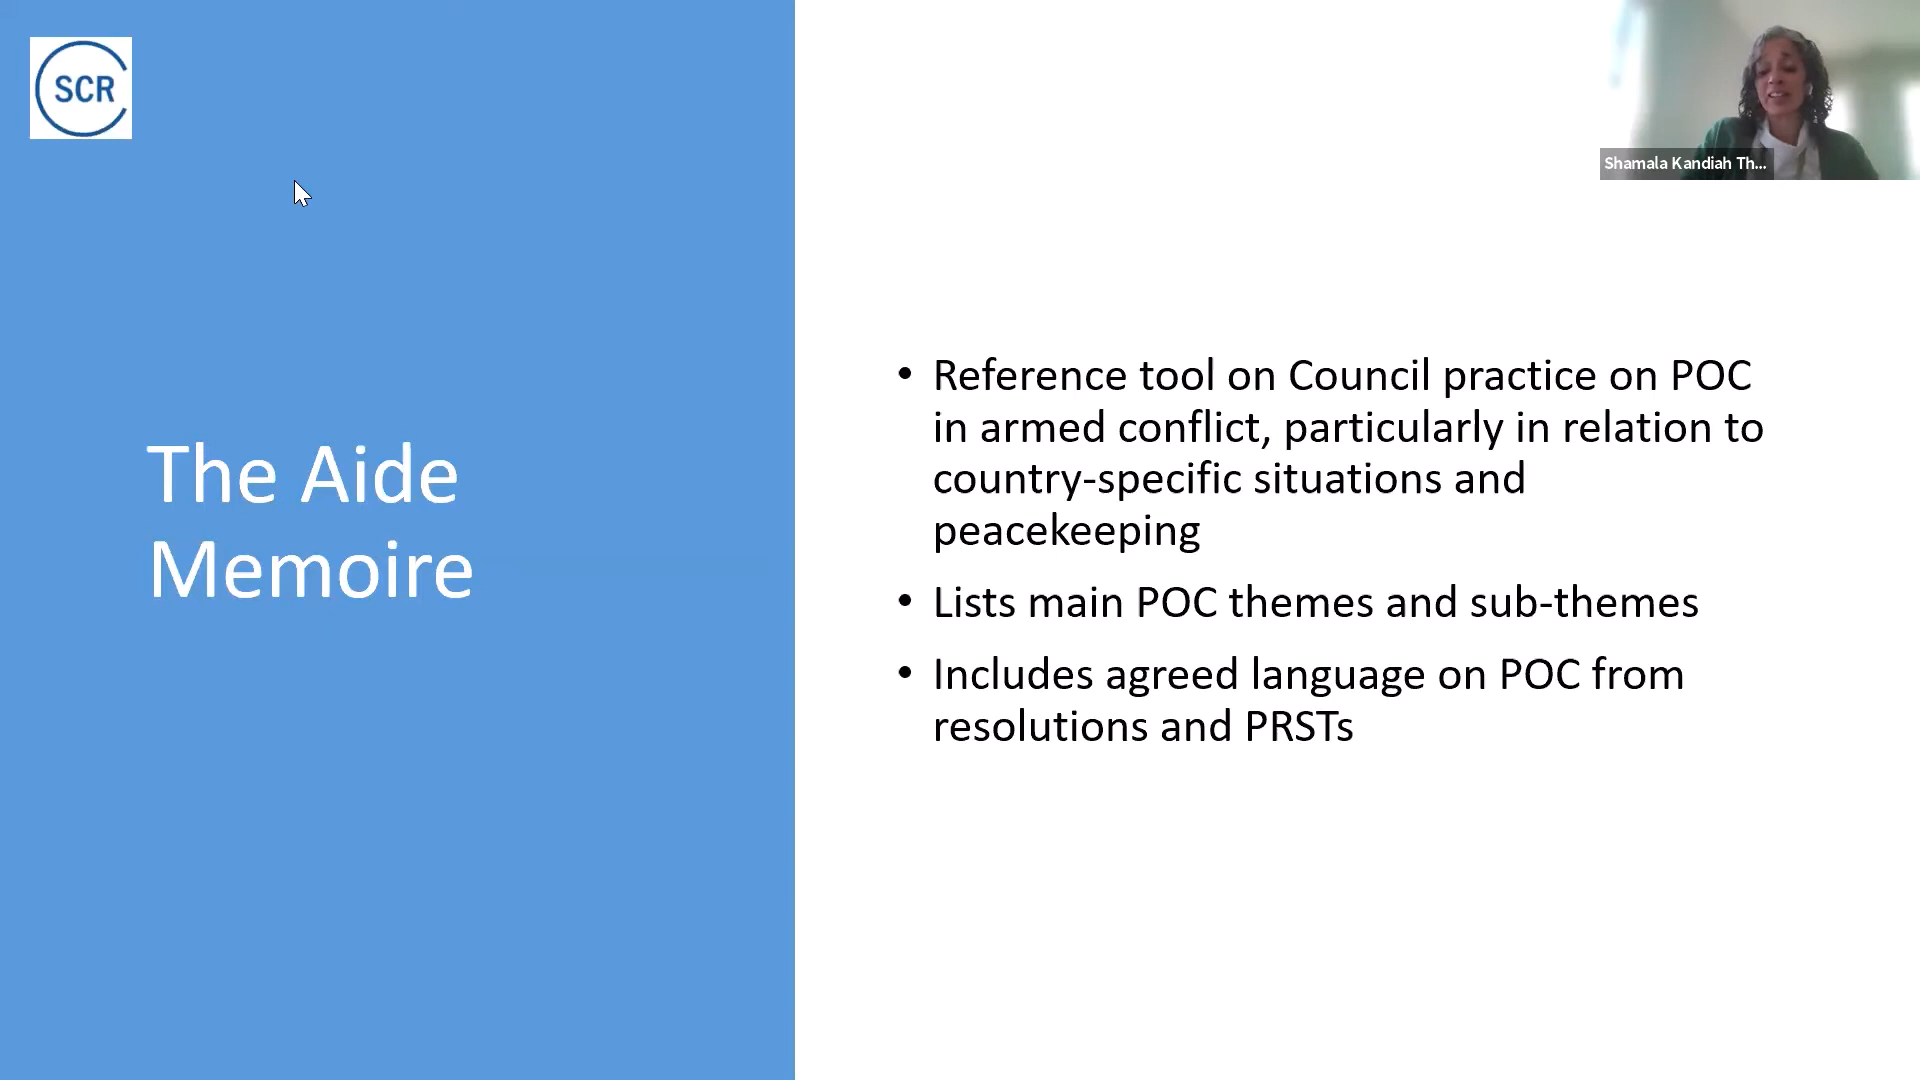 SCR
Shamala Kandiah Th...
The Aide
Memoire
• Reference tool on Council practice on POC
in armed conflict, particularly in relation to
country-specific situations and
peacekeeping
• Lists main POC themes and sub-themes
• Includes agreed language on POC from
resolutions and PRSTs